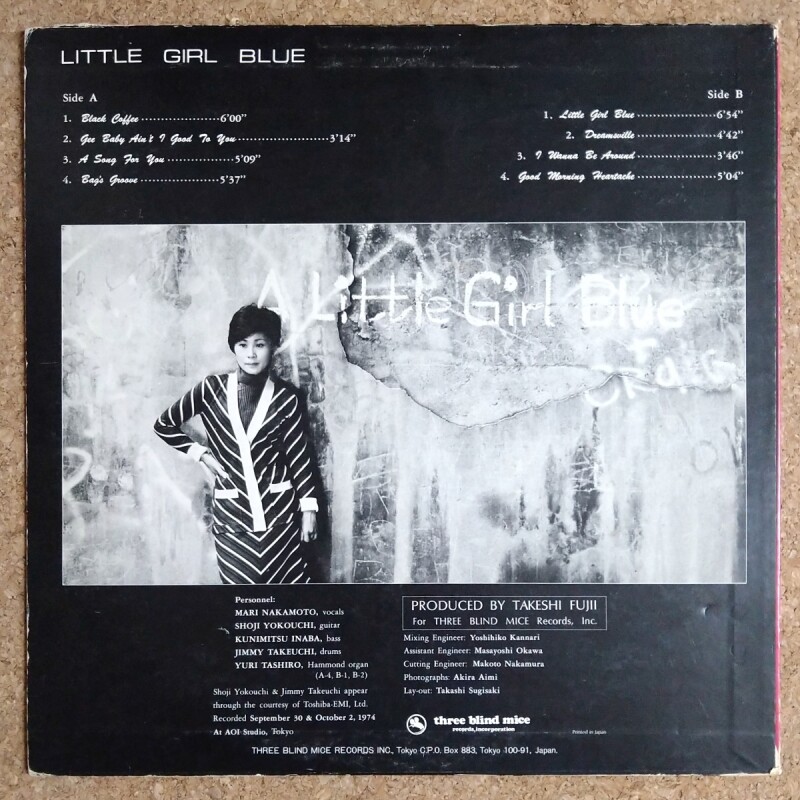 LITTLE GIRL BLUE
Side A
1. Black Coffee ···················· 6'00"
2. Gee Baby Ain't I Good To You ······················· 3'14"
3. A Song For You ················· 5'09"
4. Bag's Groove ····················· 5'37"
Side B
1. Little Girl Blue ····················· 6'54"
2. Dreamsville ····················· 4'42"
3. I Wanna Be Around ····················· 3'46"
4. Good Morning Heartache ····················· 5'04"
A Little Girl Blue
Personnel:
MARI NAKAMOTO, vocals
SHOJI YOKOUCHI, guitar
KUNIMITSU INABA, bass
JIMMY TAKEUCHI, drums
YURI TASHIRO, Hammond organ
(A-4, B-1, B-2)
Shoji Yokouchi & Jimmy Takeuchi appear
through the courtesy of Toshiba-EMI, Ltd.
Recorded September 30 & October 2, 1974
At AOI Studio, Tokyo
PRODUCED BY TAKESHI FUJII
For THREE BLIND MICE Records, Inc.
Mixing Engineer: Yoshihiko Kannari
Assistant Engineer: Masayoshi Okawa
Cutting Engineer: Makoto Nakamura
Photographs: Akira Aimi
Lay-out: Takashi Sugisaki
three blind mice
records, incorporation
Printed in Japan
THREE BLIND MICE RECORDS INC., Tokyo C.P.O. Box 883, Tokyo 100-91, Japan.